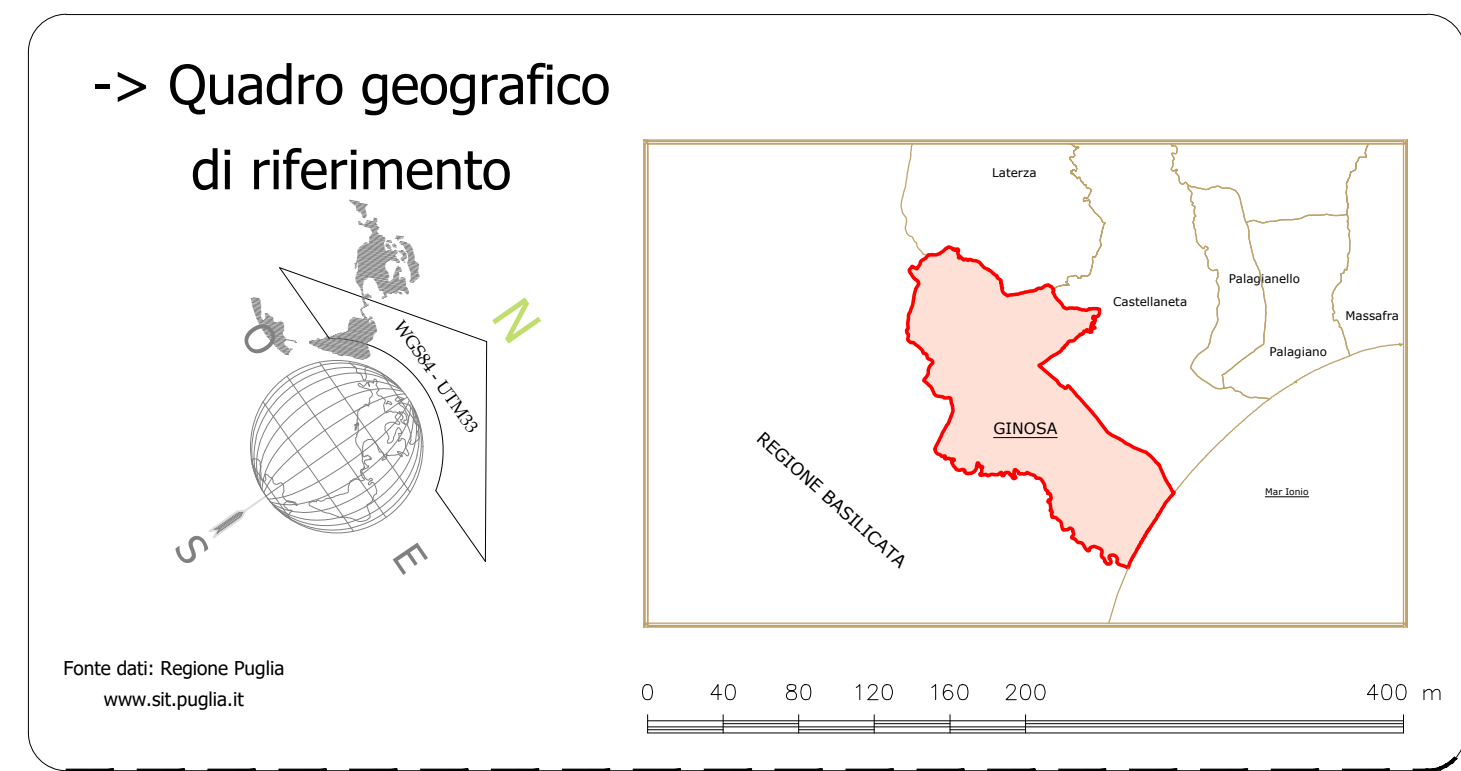 -> Quadro geografico
di riferimento
N
O
WGS84 - UTM33
S
E
Fonte dati: Regione Puglia
www.sit.puglia.it
Laterza
Castellaneta
Palagianello
Massafra
Palagiano
GINOSA
REGIONE BASILICATA
Mar Ionio
0 40 80 120 160 200 400 m